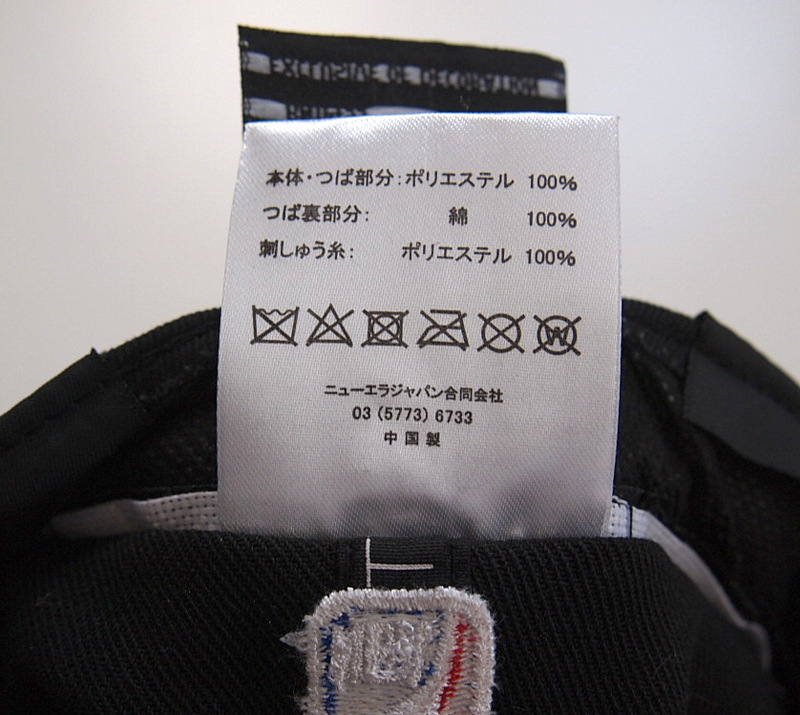 本体・つば部分:ポリエステル 100%
つば裏部分: 綿 100%
刺しゅう糸: ポリエステル 100%
W
ニューエラジャパン合同会社
03 (5773) 6733
中国製